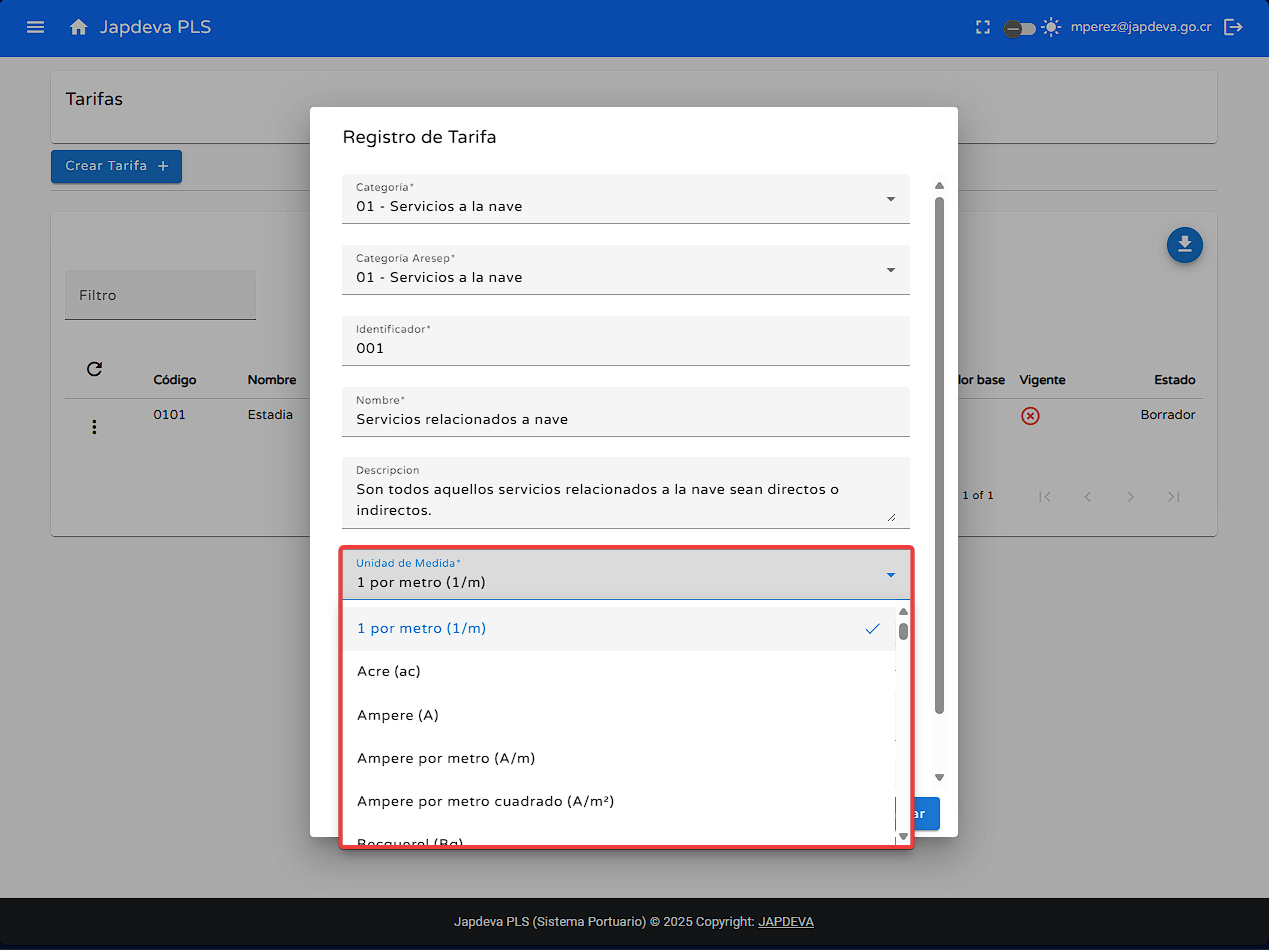 Japdeva PLS
mperez@japdeva.go.cr
Tarifas
Crear Tarifa +
Filtro
Código Nombre
0101 Estadia
base Vigente Estado
Borrador
1 of 1
Registro de Tarifa
Categoría*
01 - Servicios a la nave
Categoría Aresep*
01 - Servicios a la nave
Identificador*
001
Nombre*
Servicios relacionados a nave
Descripcion
Son todos aquellos servicios relacionados a la nave sean directos o
indirectos.
Unidad de Medida*
1 por metro (1/m)
1 por metro (1/m)
Acre (ac)
Ampere (A)
Ampere por metro (A/m)
Ampere por metro cuadrado (A/m²)
Becquerel (Bq)
Japdeva PLS (Sistema Portuario) © 2025 Copyright: JAPDEVA